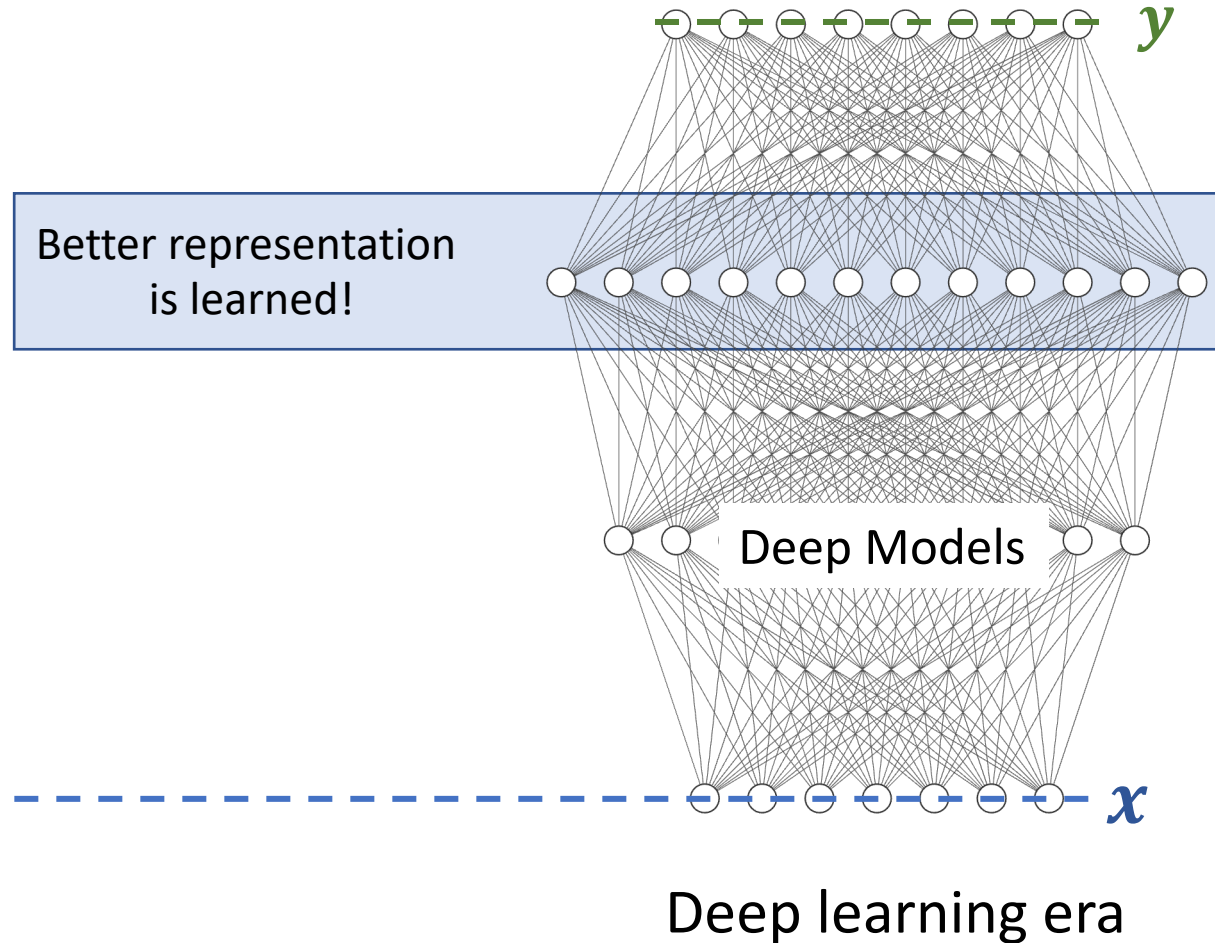 y
Better representation
is learned!
Deep Models
x
Deep learning era